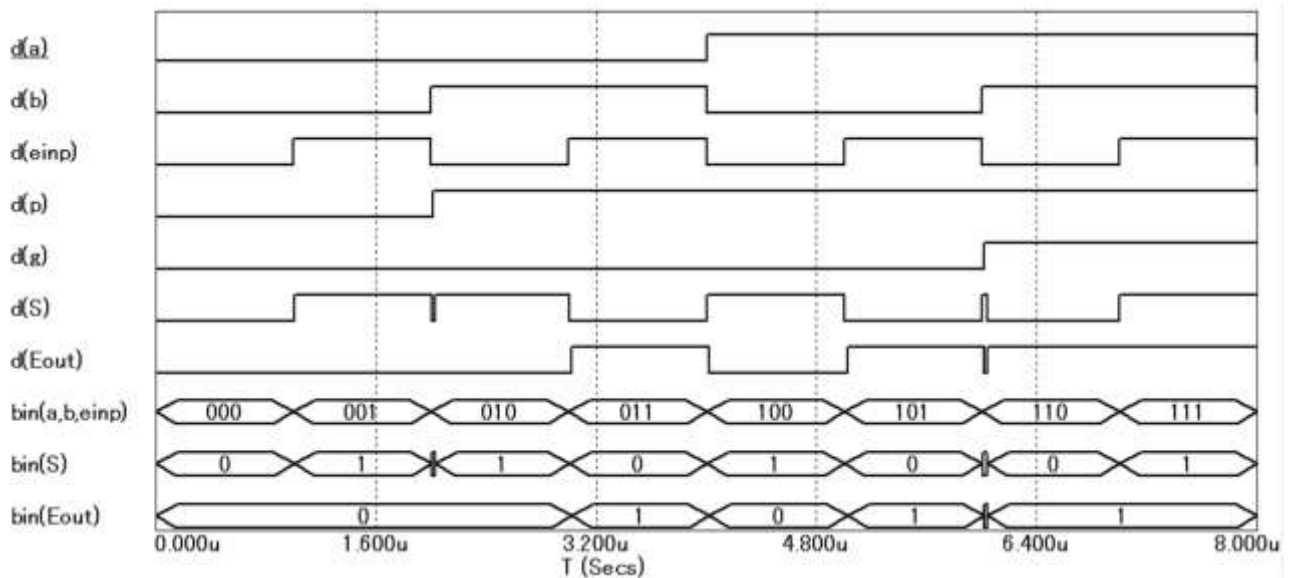 d(a)
d(b)
d(einp)
d(p)
d(g)
d(S)
d(Eout)
bin(a,b,einp) 000 001 010 011 100 101 110 111
bin(S) 0 1 1 0 1 0 0 1
bin(Eout) 0 1 0 1 1
0.000u 1.600u 3.200u 4.800u 6.400u 8.000u
T (Secs)